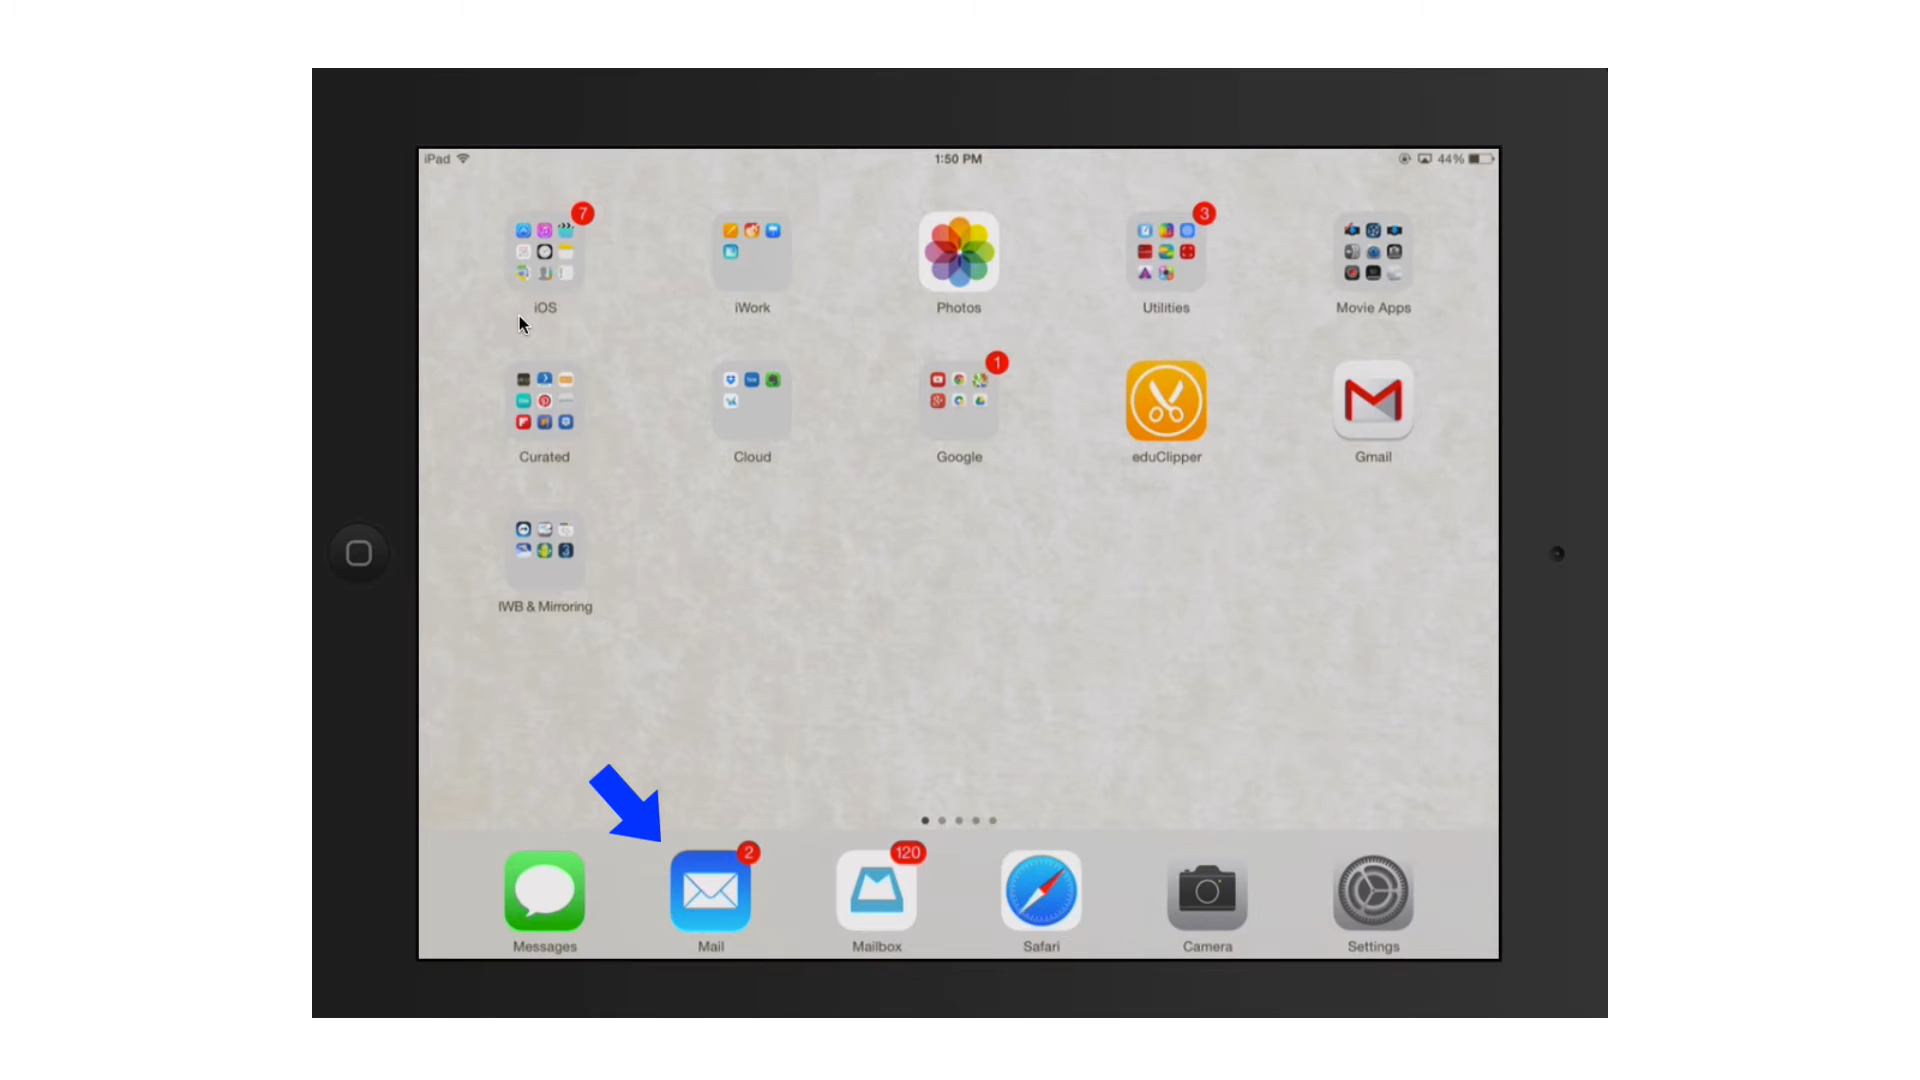 iPad 1:50 PM 44%
7 3
iOS iWork Photos Utilities Movie Apps
1
Curated Cloud Google eduClipper Gmail
3
IWB & Mirroring
2 120
Messages Mail Mailbox Safari Camera Settings